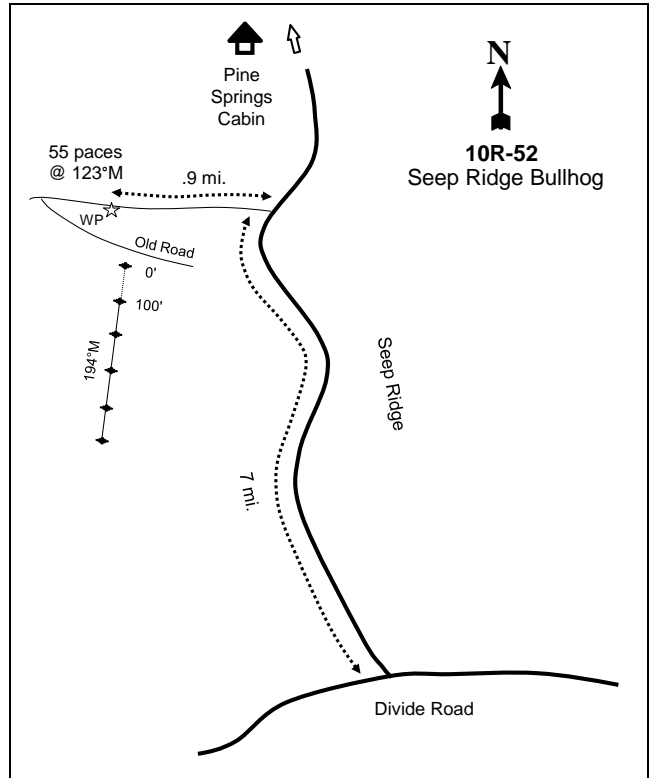 N
10R-52
Seep Ridge Bullhog
Pine
Springs
Cabin
55 paces
@ 123°M
.9 mi.
WP
Old Road
0'
100'
194°M
Seep Ridge
7 mi.
Divide Road